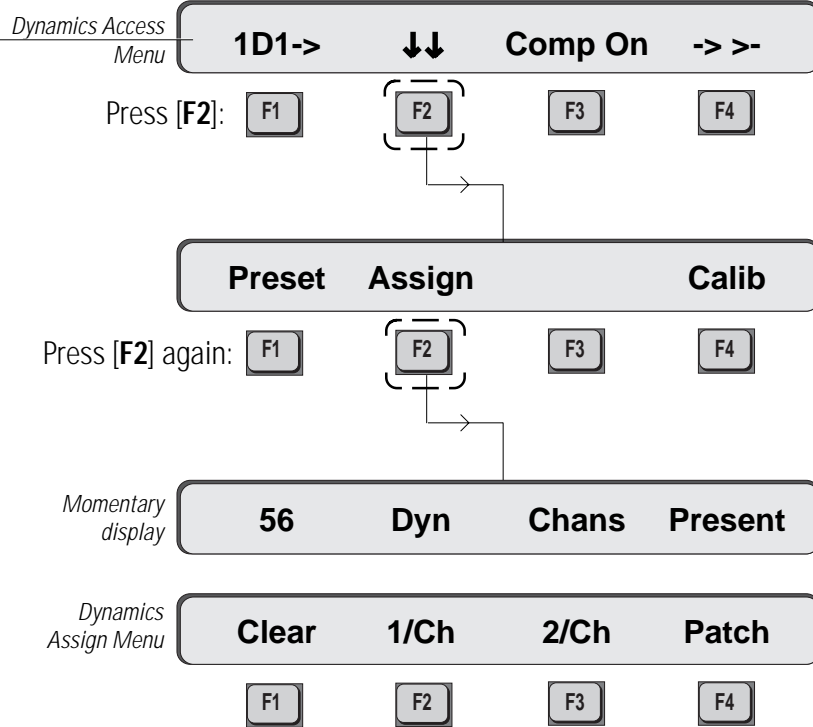 Dynamics Access
Menu
1D1-> ↓↓ Comp On -> >-
Press [F2]: F1 F2 F3 F4
Preset Assign Calib
Press [F2] again: F1 F2 F3 F4
Momentary
display
56 Dyn Chans Present
Dynamics
Assign Menu
Clear 1/Ch 2/Ch Patch
F1 F2 F3 F4